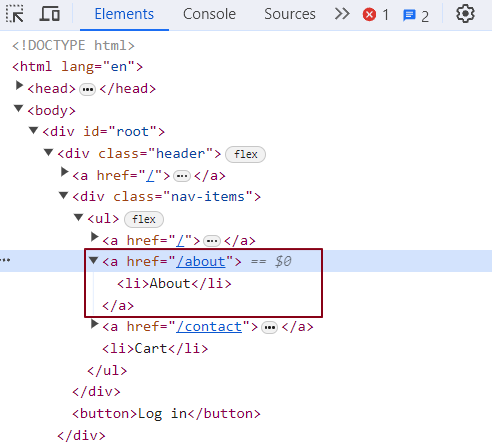 Elements Console Sources 1 2
<!DOCTYPE html>
<html lang="en">
<head> ••• </head>
<body>
<div id="root">
<div class="header"> flex
<a href="/"> ••• </a>
<div class="nav-items">
<ul> flex
<a href="/"> ••• </a>
••• <a href="/about"> == $0
<li>About</li>
</a>
<a href="/contact"> ••• </a>
<li>Cart</li>
</ul>
</div>
<button>Log in</button>
</div>